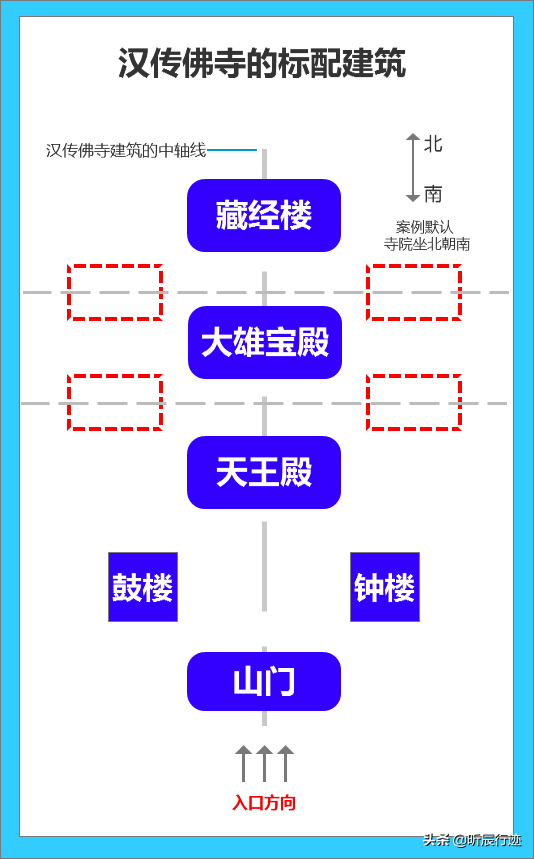 汉传佛寺的标配建筑
汉传佛寺建筑的中轴线
北
南
案例默认
寺院坐北朝南
藏经楼
大雄宝殿
天王殿
鼓楼
钟楼
山门
入口方向
头条 @昕辰行迹